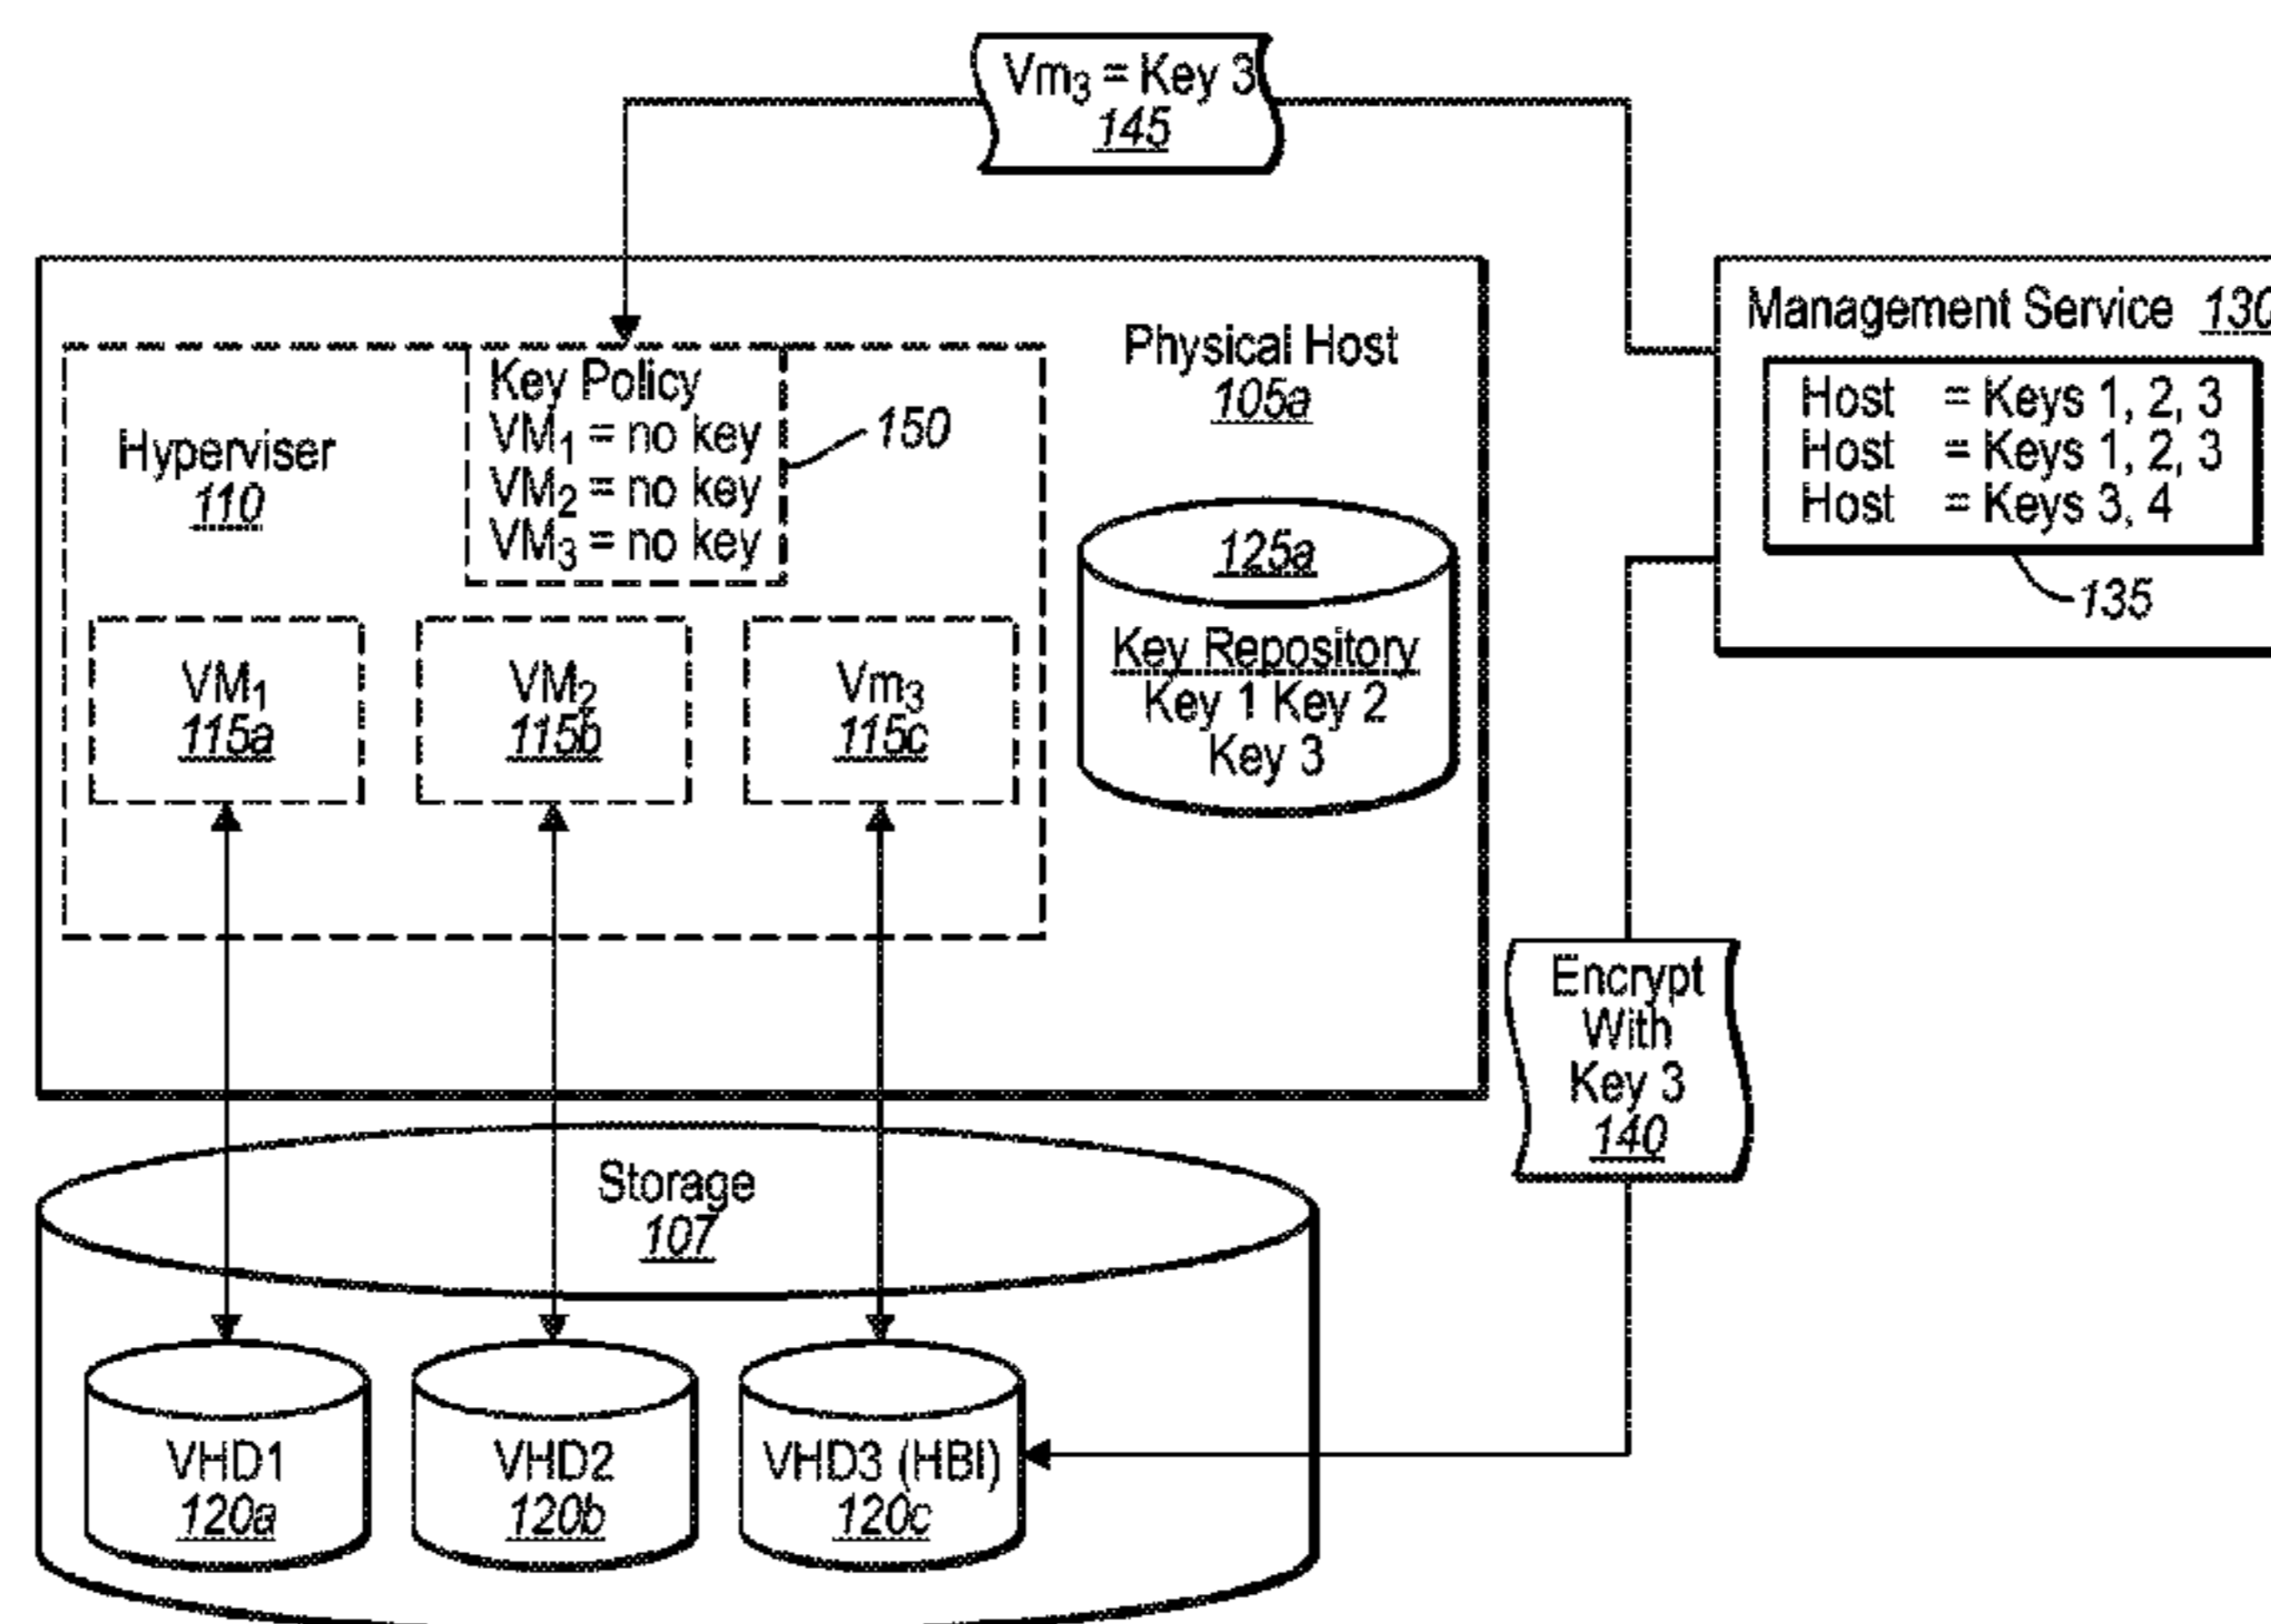 Vm₃ = Key 3
145
Management Service 130
Host = Keys 1, 2, 3
Host = Keys 1, 2, 3
Host = Keys 3, 4
135
Physical Host
105a
Key Policy
VM₁ = no key
VM₂ = no key
VM₃ = no key
150
Hyperviser
110
125a
Key Repository
Key 1 Key 2
Key 3
VM₁
115a
VM₂
115b
Vm₃
115c
Encrypt
With
Key 3
140
Storage
107
VHD1
120a
VHD2
120b
VHD3 (HBI)
120c